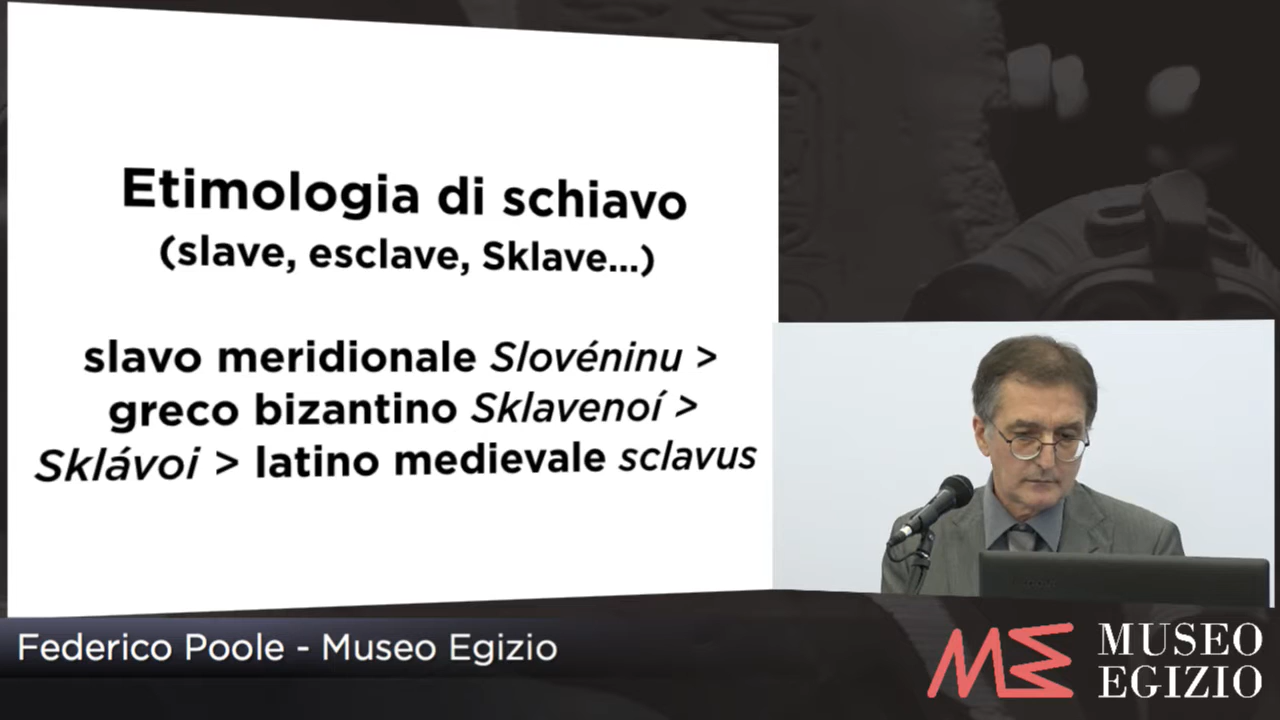 Etimologia di schiavo
(slave, esclave, Sklave...)
slavo meridionale Slovéninu >
greco bizantino Sklavenoí >
Sklávoi > latino medievale sclavus
Federico Poole - Museo Egizio
MUSEO
EGIZIO